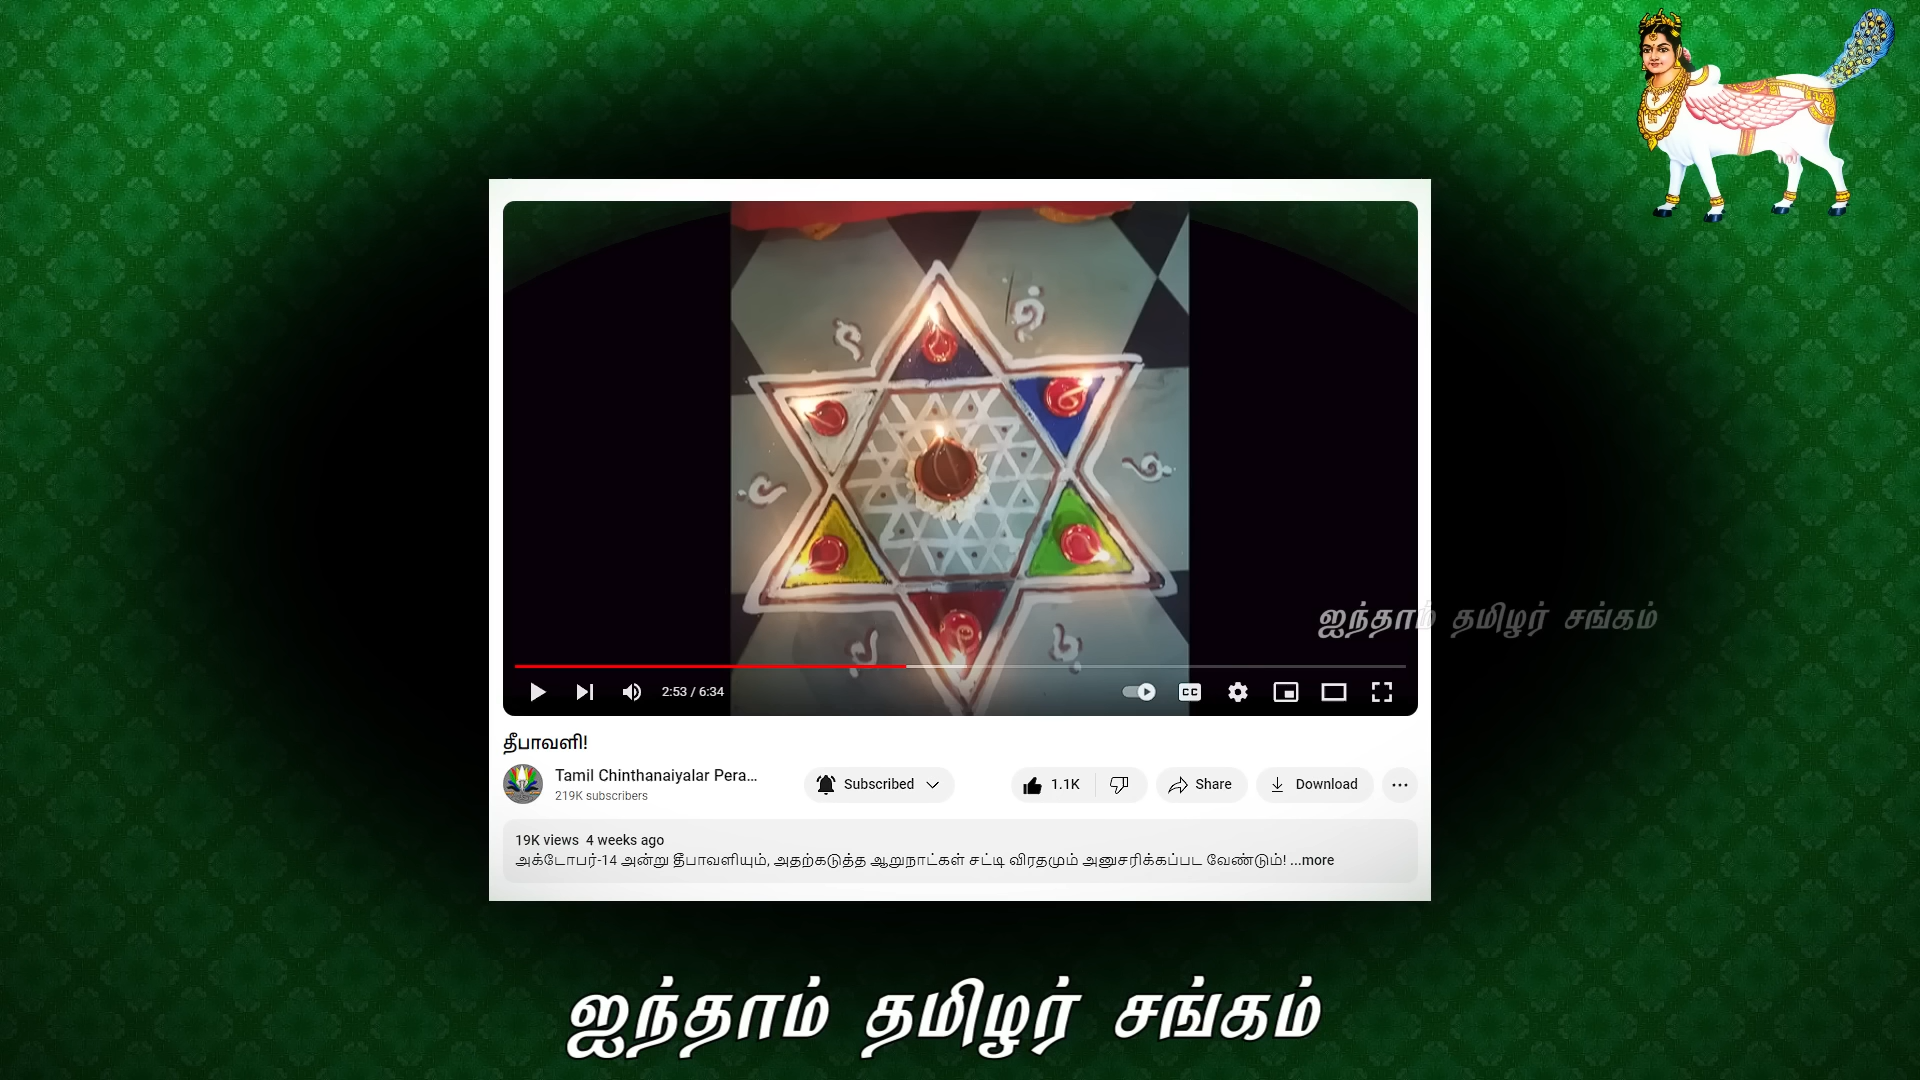 ஐந்தாம் தமிழர் சங்கம்
2:53 / 6:34
CC
தீபாவளி!
Tamil Chinthanaiyalar Pera...
219K subscribers
Subscribed
1.1K
Share
Download
19K views 4 weeks ago
அக்டோபர்-14 அன்று தீபாவளியும், அதற்கடுத்த ஆறுநாட்கள் சட்டி விரதமும் அனுசரிக்கப்பட வேண்டும்! ...more
ஐந்தாம் தமிழர் சங்கம்